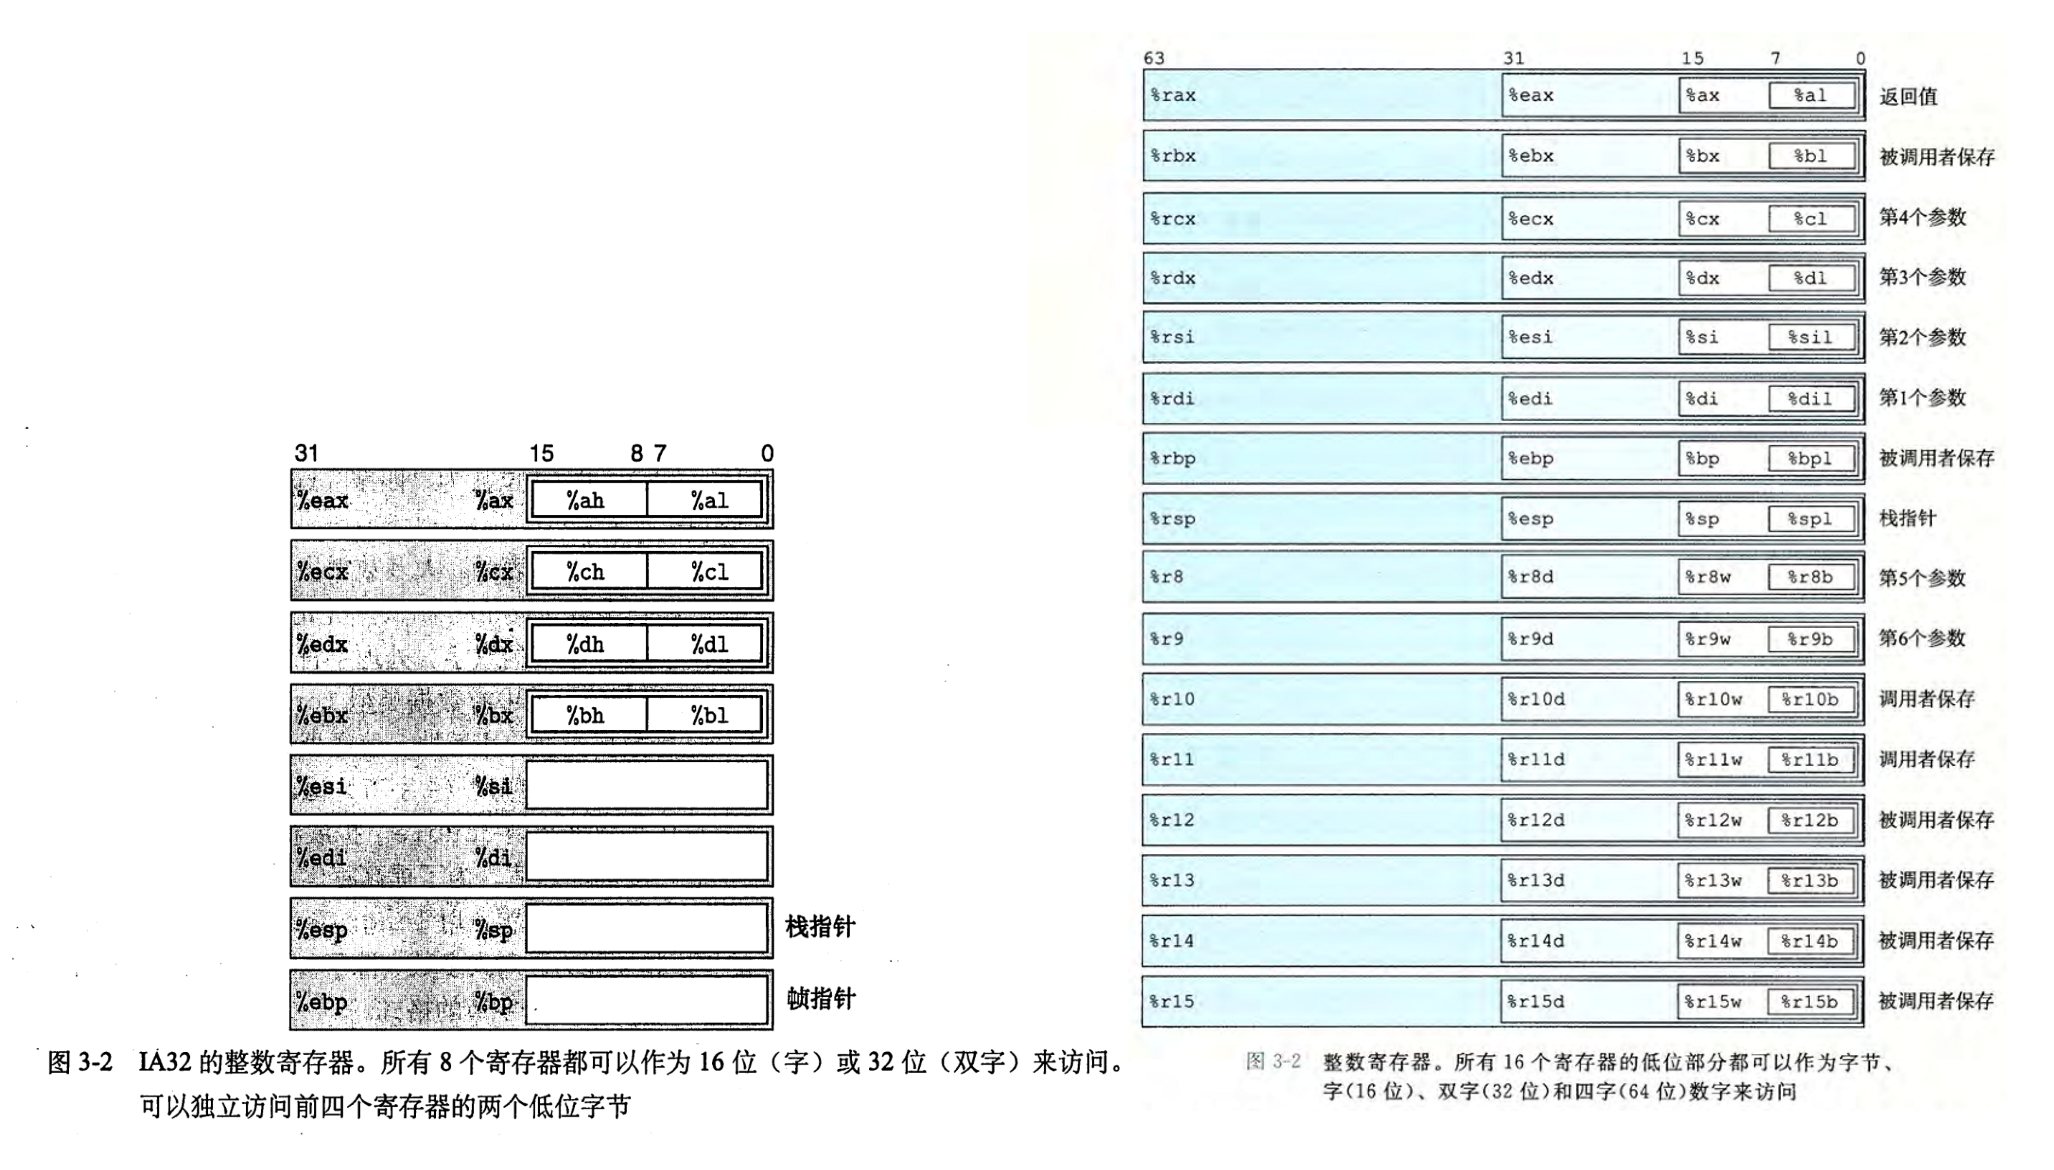 31 15 8 7 0
%eax %ax %ah %al
%ecx %cx %ch %cl
%edx %dx %dh %dl
%ebx %bx %bh %bl
%esi %si
%edi %di
%esp %sp 栈指针
%ebp %bp 帧指针
图 3-2 IA32 的整数寄存器。所有 8 个寄存器都可以作为 16 位（字）或 32 位（双字）来访问。
可以独立访问前四个寄存器的两个低位字节
63 31 15 7 0
%rax %eax %ax %al 返回值
%rbx %ebx %bx %bl 被调用者保存
%rcx %ecx %cx %cl 第4个参数
%rdx %edx %dx %dl 第3个参数
%rsi %esi %si %sil 第2个参数
%rdi %edi %di %dil 第1个参数
%rbp %ebp %bp %bpl 被调用者保存
%rsp %esp %sp %spl 栈指针
%r8 %r8d %r8w %r8b 第5个参数
%r9 %r9d %r9w %r9b 第6个参数
%r10 %r10d %r10w %r10b 调用者保存
%r11 %r11d %r11w %r11b 调用者保存
%r12 %r12d %r12w %r12b 被调用者保存
%r13 %r13d %r13w %r13b 被调用者保存
%r14 %r14d %r14w %r14b 被调用者保存
%r15 %r15d %r15w %r15b 被调用者保存
图 3-2 整数寄存器。所有 16 个寄存器的低位部分都可以作为字节、
字(16 位)、双字(32 位)和四字(64 位)数字来访问